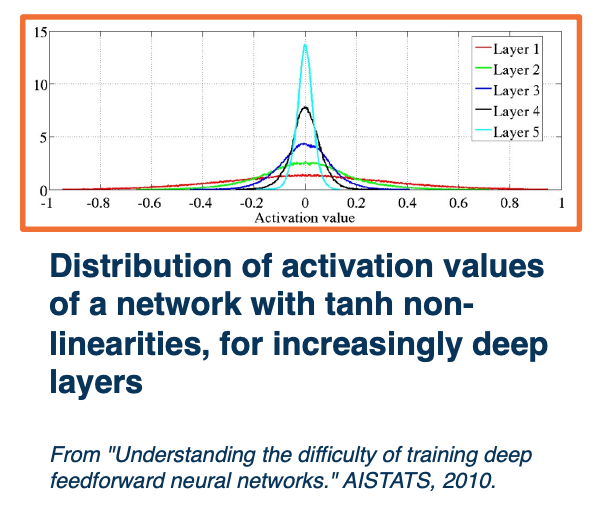 15
10
5
0
-1 -0.8 -0.6 -0.4 -0.2 0 0.2 0.4 0.6 0.8 1
Activation value
Layer 1
Layer 2
Layer 3
Layer 4
Layer 5
Distribution of activation values
of a network with tanh non-
linearities, for increasingly deep
layers
From "Understanding the difficulty of training deep
feedforward neural networks." AISTATS, 2010.